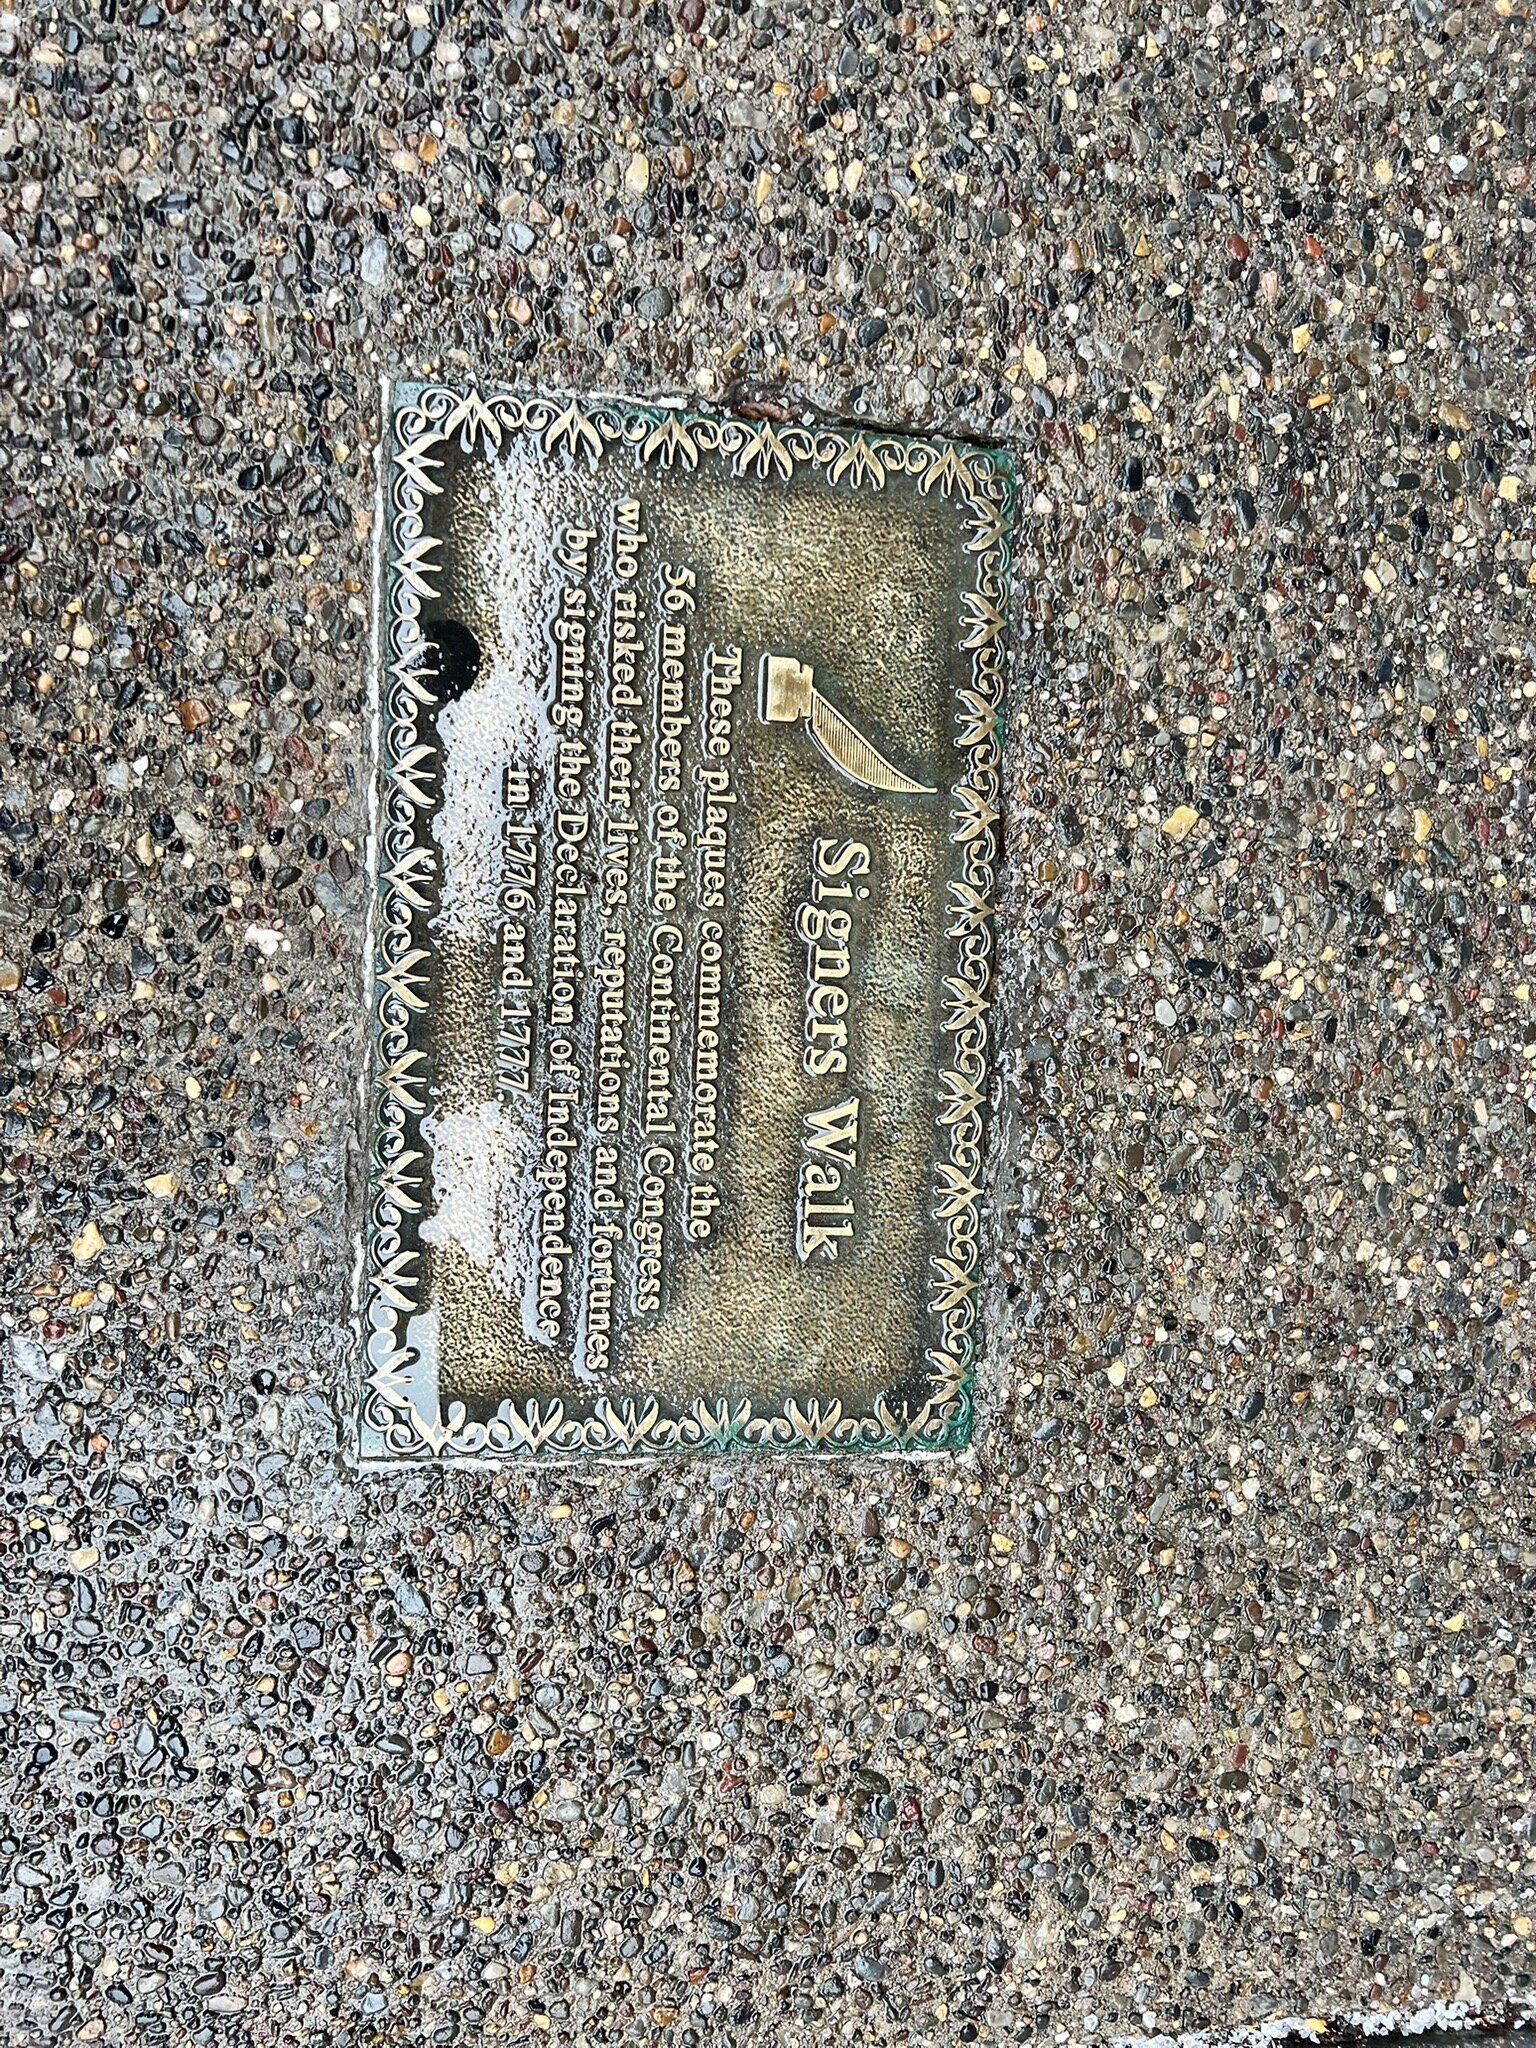 Signers Walk
These plaques commemorate the
56 members of the Continental Congress
who risked their lives, reputations and fortunes
by signing the Declaration of Independence
in 1776 and 1777.